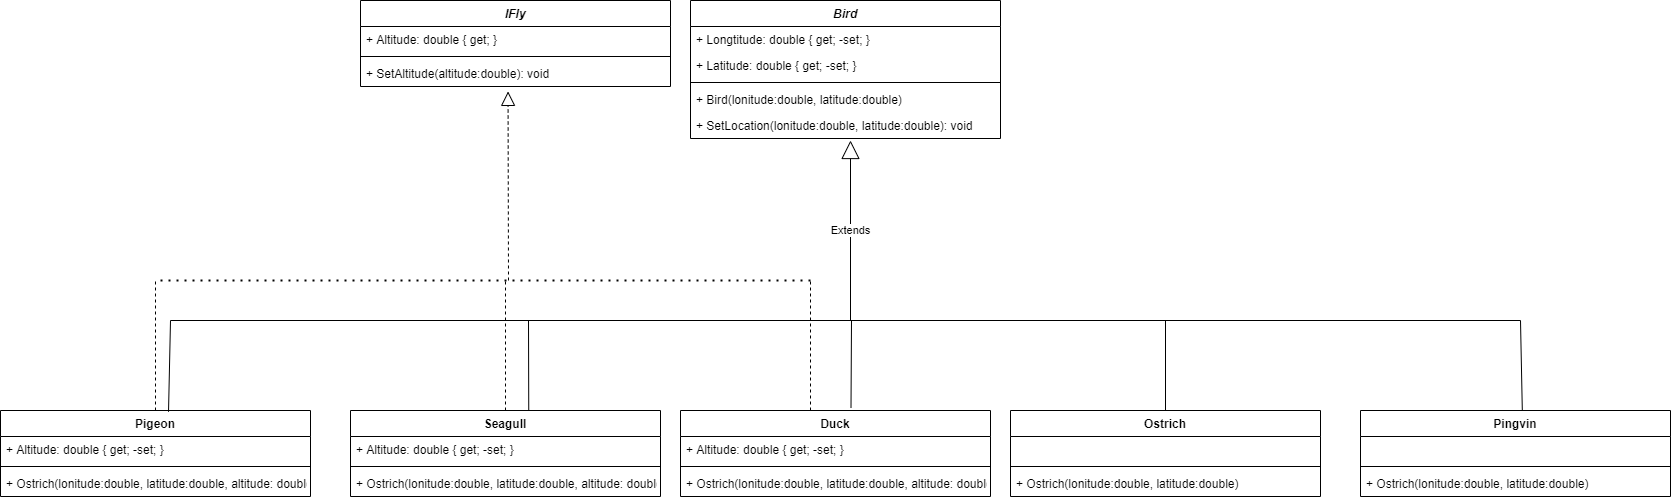 IFly
+ Altitude: double { get; }
+ SetAltitude(altitude:double): void
Bird
+ Longtitude: double { get; -set; }
+ Latitude: double { get; -set; }
+ Bird(lonitude:double, latitude:double)
+ SetLocation(lonitude:double, latitude:double): void
Extends
Pigeon
+ Altitude: double { get; -set; }
+ Ostrich(lonitude:double, latitude:double, altitude: doubl
Seagull
+ Altitude: double { get; -set; }
+ Ostrich(lonitude:double, latitude:double, altitude: doubl
Duck
+ Altitude: double { get; -set; }
+ Ostrich(lonitude:double, latitude:double, altitude: doubl
Ostrich
+ Ostrich(lonitude:double, latitude:double)
Pingvin
+ Ostrich(lonitude:double, latitude:double)